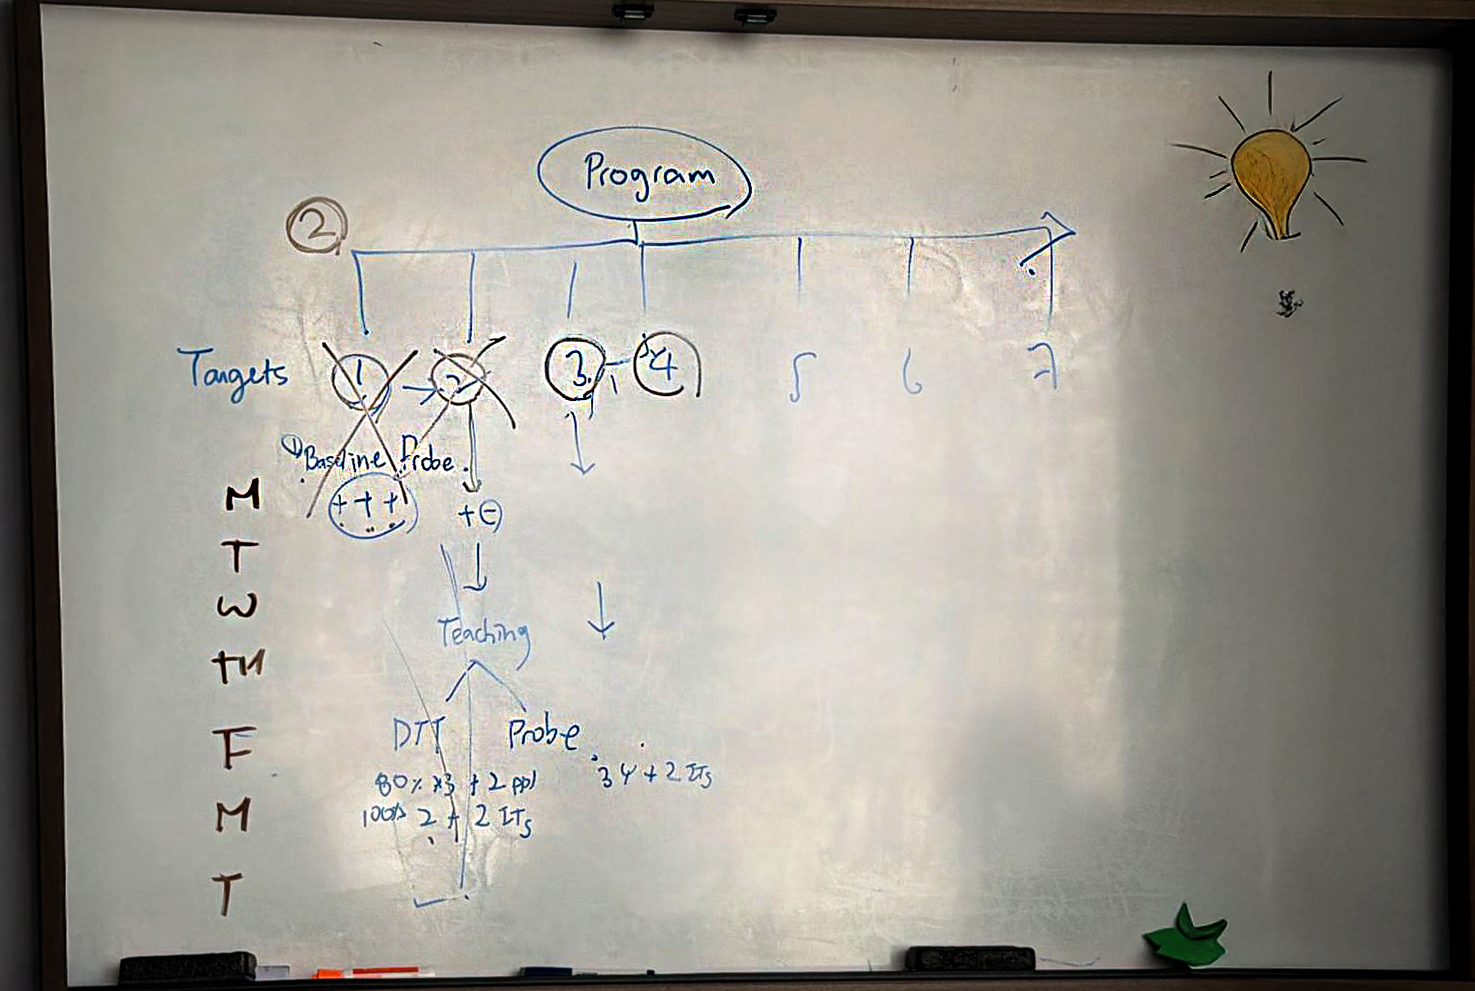 Program
2
Targets 1 2 3 4 5 6 7
1 Baseline Probe
M + + +
+ -
T
W
Teaching
TH
F DTT Probe
80% x3 + 2 ppl
3 Y + 2 ITs
M 100% 2 + 2 ITs
T